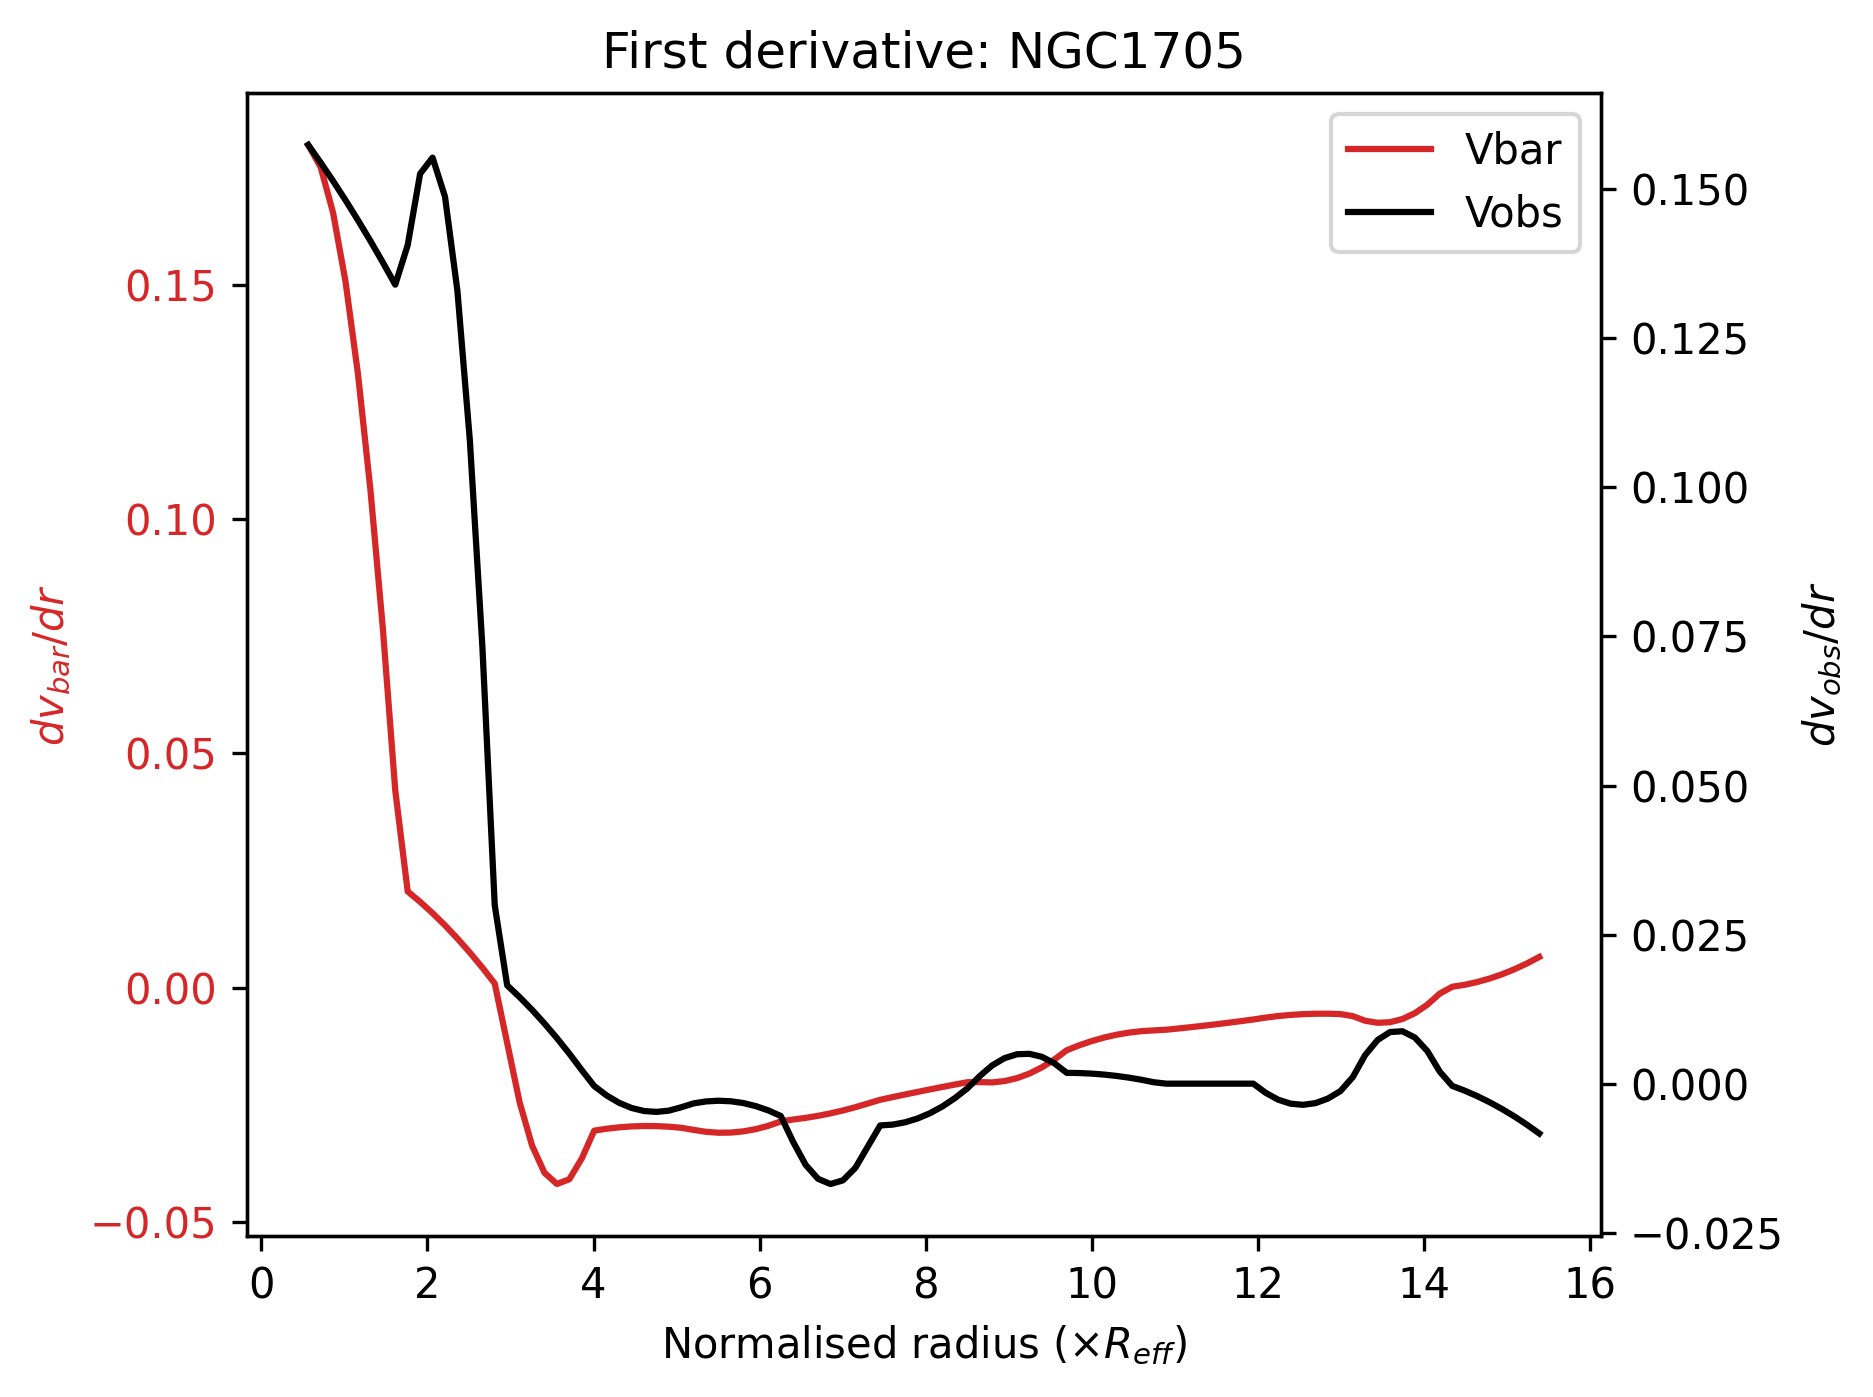 First derivative: NGC1705
Vbar
Vobs
0.15
0.10
0.05
0.00
−0.05
dv_bar/dr
0.150
0.125
0.100
0.075
0.050
0.025
0.000
−0.025
dv_obs/dr
0 2 4 6 8 10 12 14 16
Normalised radius (×R_eff)